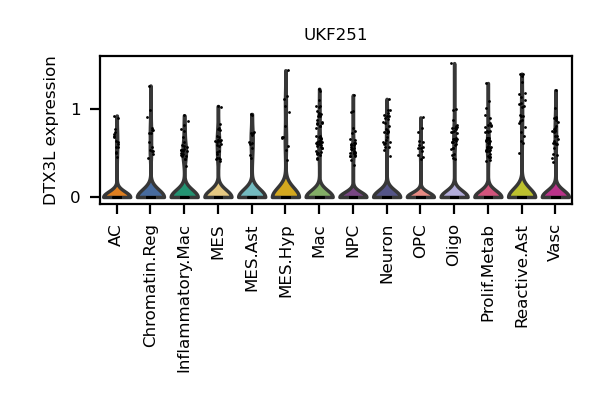 UKF251
DTX3L expression
1
0
AC
Chromatin.Reg
Inflammatory.Mac
MES
MES.Ast
MES.Hyp
Mac
NPC
Neuron
OPC
Oligo
Prolif.Metab
Reactive.Ast
Vasc